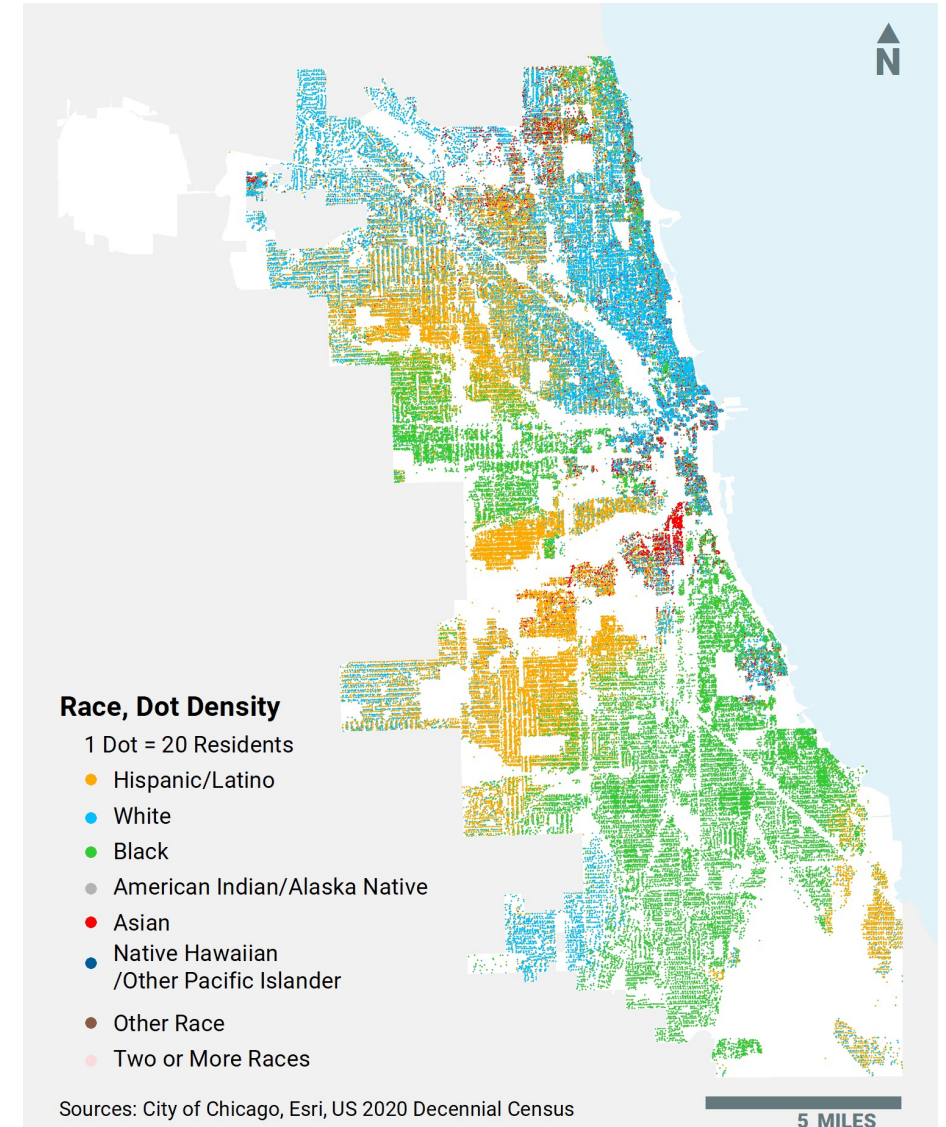 N
Race, Dot Density
1 Dot = 20 Residents
Hispanic/Latino
White
Black
American Indian/Alaska Native
Asian
Native Hawaiian
/Other Pacific Islander
Other Race
Two or More Races
Sources: City of Chicago, Esri, US 2020 Decennial Census
5 MILES